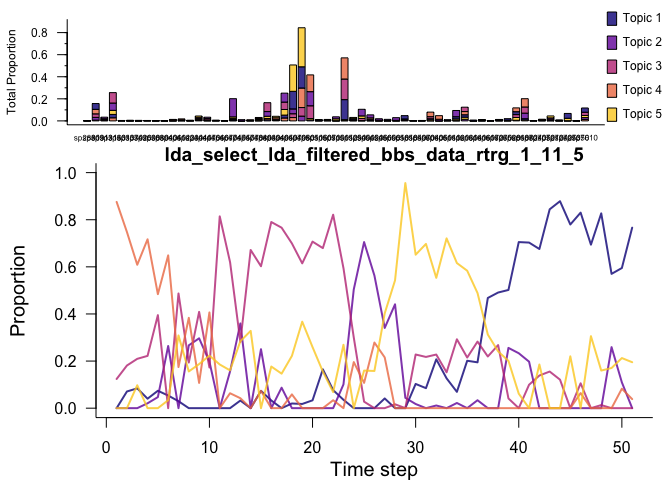 Total Proportion
0.8
0.6
0.4
0.2
0.0
Topic 1
Topic 2
Topic 3
Topic 4
Topic 5
lda_select_lda_filtered_bbs_data_rtrg_1_11_5
Proportion
1.0
0.8
0.6
0.4
0.2
0.0
0 10 20 30 40 50
Time step